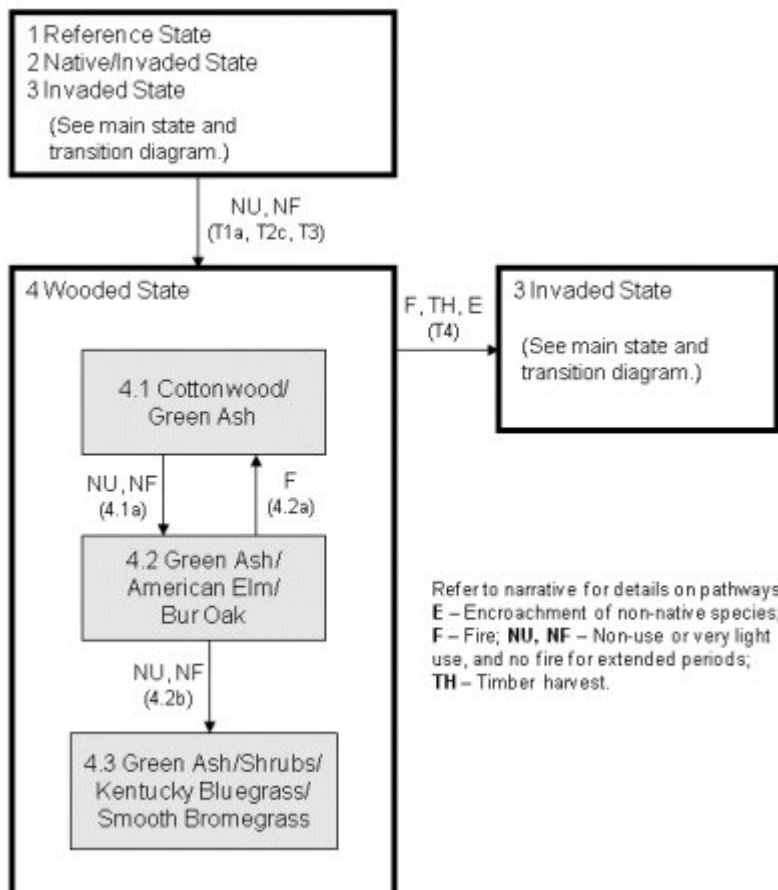 1 Reference State
2 Native/Invaded State
3 Invaded State
(See main state and
transition diagram.)
NU, NF
(T1a, T2c, T3)
4 Wooded State
F, TH, E
(T4)
3 Invaded State
(See main state and
transition diagram.)
4.1 Cottonwood/
Green Ash
NU, NF
(4.1a)
F
(4.2a)
4.2 Green Ash/
American Elm/
Bur Oak
NU, NF
(4.2b)
4.3 Green Ash/Shrubs/
Kentucky Bluegrass/
Smooth Bromegrass
Refer to narrative for details on pathways
E – Encroachment of non-native species;
F – Fire; NU, NF – Non-use or very light
use, and no fire for extended periods;
TH – Timber harvest.